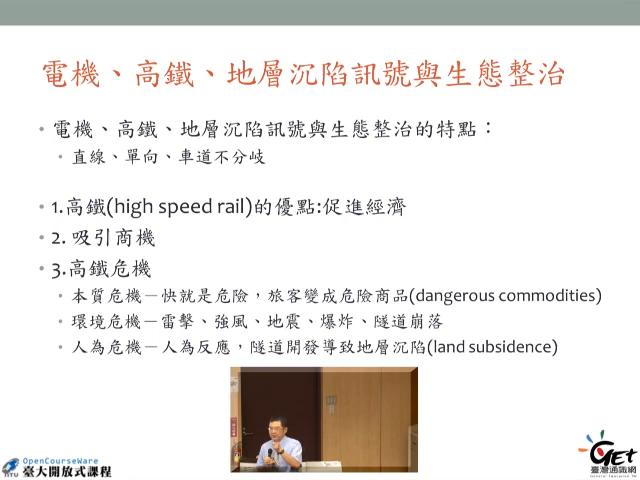 電機、高鐵、地層沉陷訊號與生態整治
• 電機、高鐵、地層沉陷訊號與生態整治的特點：
• 直線、單向、車道不分岐
• 1.高鐵(high speed rail)的優點:促進經濟
• 2. 吸引商機
• 3.高鐵危機
• 本質危機－快就是危險，旅客變成危險商品(dangerous commodities)
• 環境危機－雷擊、強風、地震、爆炸、隧道崩落
• 人為危機－人為反應，隧道開發導致地層沉陷(land subsidence)
OpenCourseWare
NTU 臺大開放式課程
GET
臺灣通識網